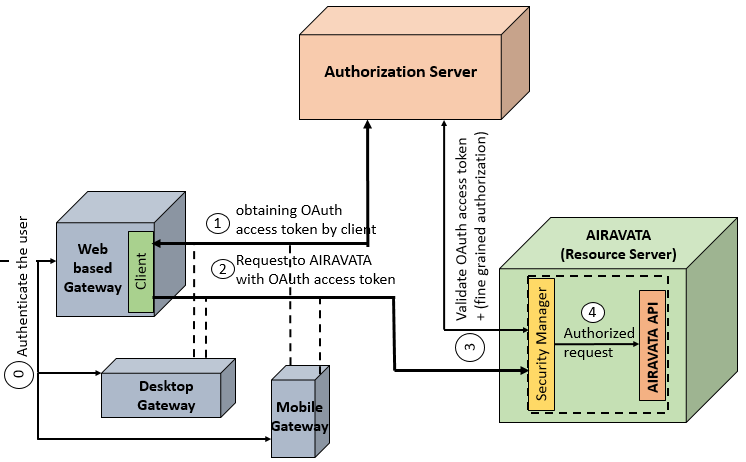 Authorization Server
1
obtaining OAuth
access token by client
2
Request to AIRAVATA
with OAuth access token
Web
based
Gateway
Client
0
Authenticate the user
Desktop
Gateway
Mobile
Gateway
Validate OAuth access token
+ (fine grained authorization)
3
AIRAVATA
(Resource Server)
Security Manager
4
Authorized
request
AIRAVATA API